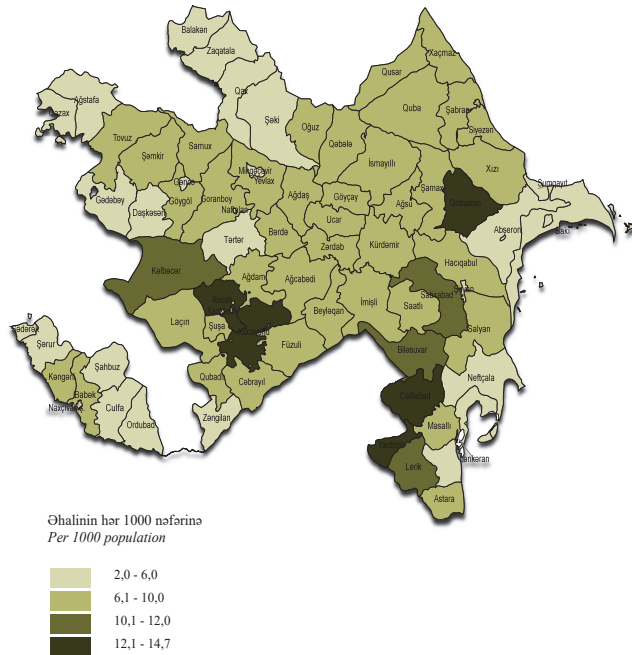 Balakən
Zaqatala
Qax
Şəki
Xaçmaz
Qusar
Quba
Şabran
Siyəzən
Ağstafa
Qazax
Tovuz
Şəmkir
Samux
Oğuz
Qəbələ
İsmayıllı
Xızı
Sumqayıt
Mingəçevir
Yevlax
Gədəbəy
Daşkəsən
Göygöl
Goranboy
Naftalan
Ağdaş
Göyçay
Ucar
Ağsu
Şamaxı
Qobustan
Abşeron
Bakı
Tərtər
Bərdə
Zərdab
Kürdəmir
Hacıqabul
Kəlbəcər
Ağdam
Ağcabədi
Beyləqan
İmişli
Saatlı
Sabirabad
Salyan
Laçın
Şuşa
Füzuli
Biləsuvar
Qubadlı
Cəbrayıl
Zəngilan
Neftçala
Cəlilabad
Masallı
Lerik
Lənkəran
Astara
Sədərək
Şərur
Kəngərli
Şahbuz
Babək
Naxçıvan
Culfa
Ordubad
Əhalinin hər 1000 nəfərinə
Per 1000 population
2,0 - 6,0
6,1 - 10,0
10,1 - 12,0
12,1 - 14,7